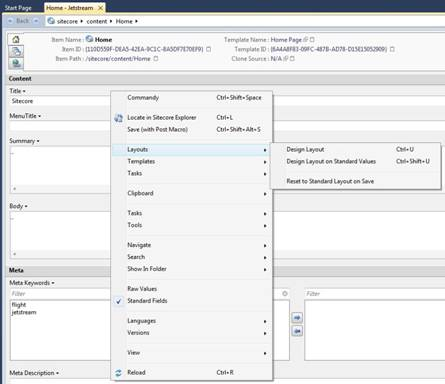 Start Page
Home - Jetstream
Back
sitecore
content
Home
Item Name : Home
Template Name : Home Page
Item ID : {110D559F-DEA5-42EA-9C1C-8A5DF7E70EF9}
Template ID : {6AAABF83-09FC-487B-AD78-D15E15052909}
Item Path : /sitecore/content/Home
Clone Source : N/A
Content
Title
Sitecore
MenuTitle
Summary
Body
Meta
Meta Keywords
Filter
flight
jetstream
Filter
Meta Description
Commandy Ctrl+Shift+Space
Locate in Sitecore Explorer Ctrl+L
Save (with Post Macro) Ctrl+Shift+Alt+S
Layouts
Templates
Tasks
Clipboard
Tasks
Tools
Navigate
Search
Show In Folder
Raw Values
Standard Fields
Languages
Versions
View
Reload Ctrl+R
Design Layout Ctrl+U
Design Layout on Standard Values Ctrl+Shift+U
Reset to Standard Layout on Save